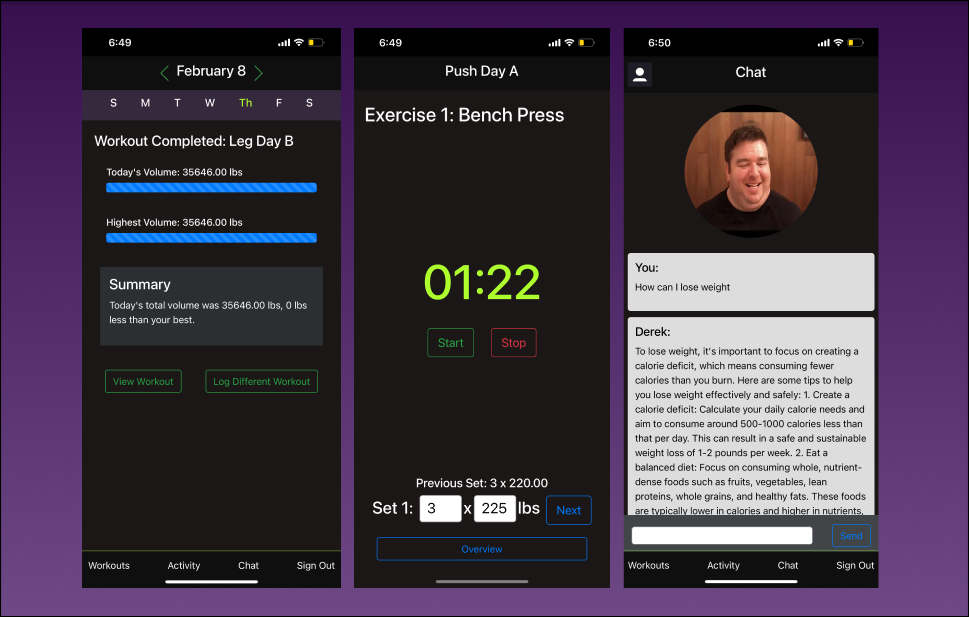 6:49
February 8
S M T W Th F S
Workout Completed: Leg Day B
Today's Volume: 35646.00 lbs
Highest Volume: 35646.00 lbs
Summary
Today's total volume was 35646.00 lbs, 0 lbs
less than your best.
View Workout
Log Different Workout
Workouts Activity Chat Sign Out
6:49
Push Day A
Exercise 1: Bench Press
01:22
Start
Stop
Previous Set: 3 x 220.00
Set 1: 3 x 225 lbs Next
Overview
6:50
Chat
You:
How can I lose weight
Derek:
To lose weight, it's important to focus on creating a
calorie deficit, which means consuming fewer
calories than you burn. Here are some tips to help
you lose weight effectively and safely: 1. Create a
calorie deficit: Calculate your daily calorie needs and
aim to consume around 500-1000 calories less than
that per day. This can result in a safe and sustainable
weight loss of 1-2 pounds per week. 2. Eat a
balanced diet: Focus on consuming whole, nutrient-
dense foods such as fruits, vegetables, lean
proteins, whole grains, and healthy fats. These foods
are typically lower in calories and higher in nutrients,
Send
Workouts Activity Chat Sign Out